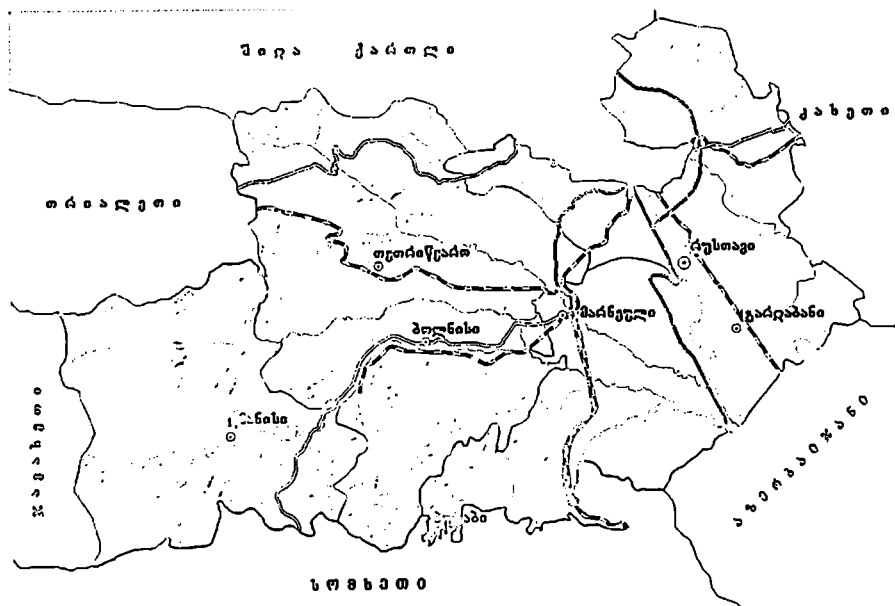 შიდა ქართლი
კახეთი
თრიალეთი
თეთრიწყარო
რუსთავი
მარნეული
გარდაბანი
ბოლნისი
ჯავახეთი
აზერბაიჯანი
სომხეთი